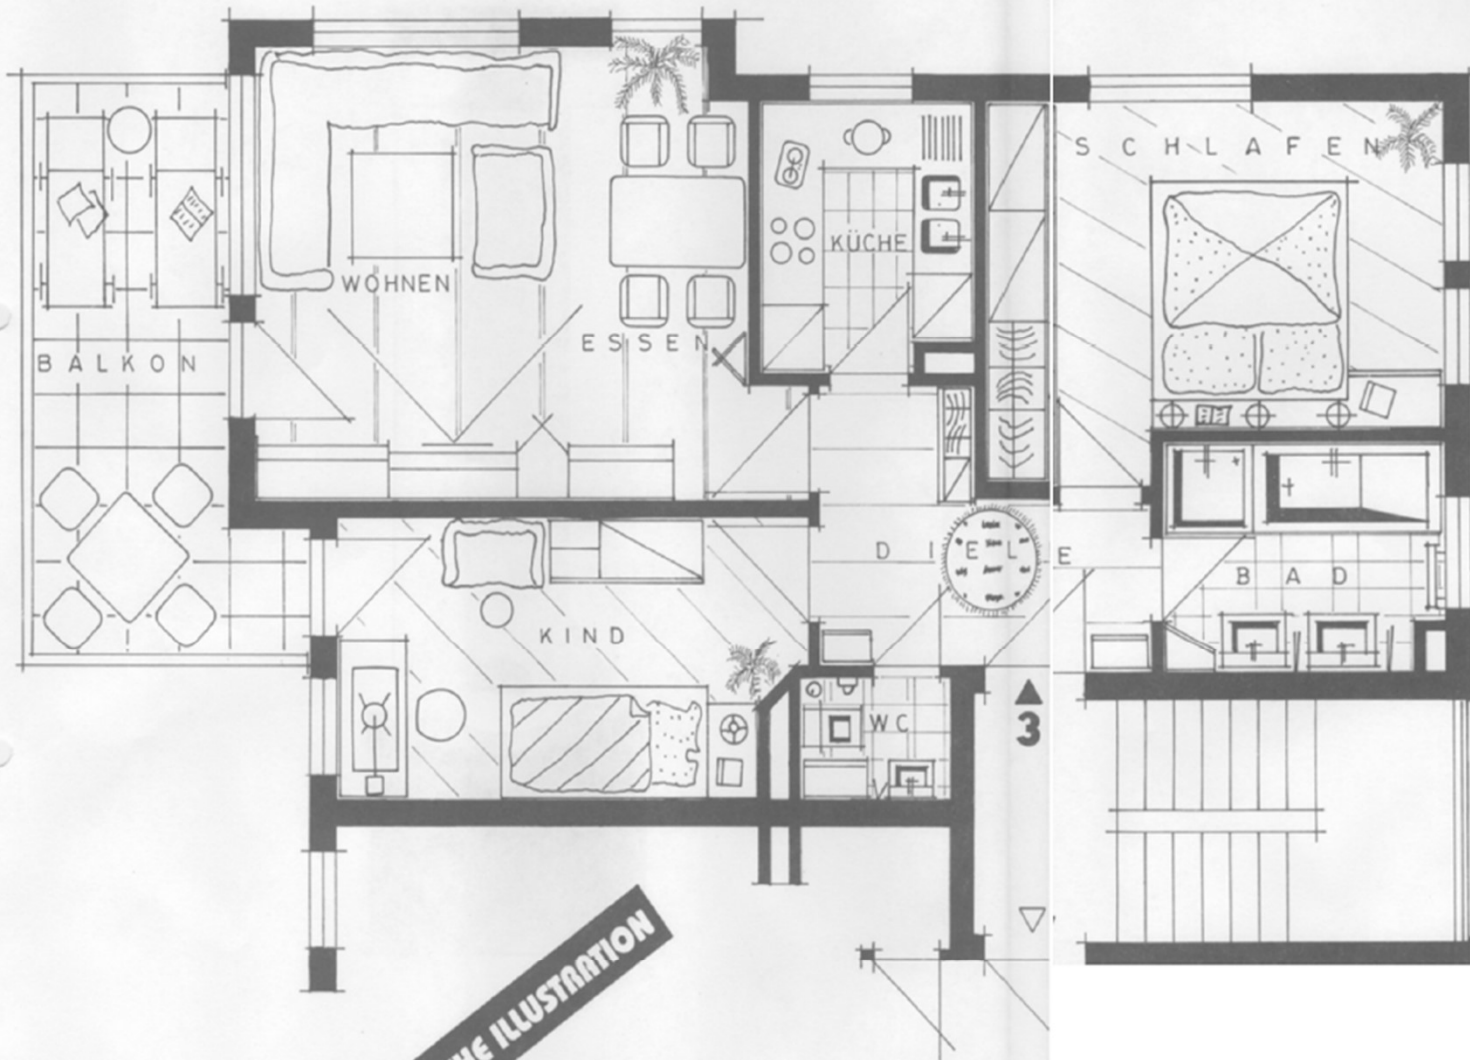 SCHLAFEN
KÜCHE
WOHNEN
ESSEN
BALKON
DIELE
BAD
KIND
WC
3
HE ILLUSTRATION